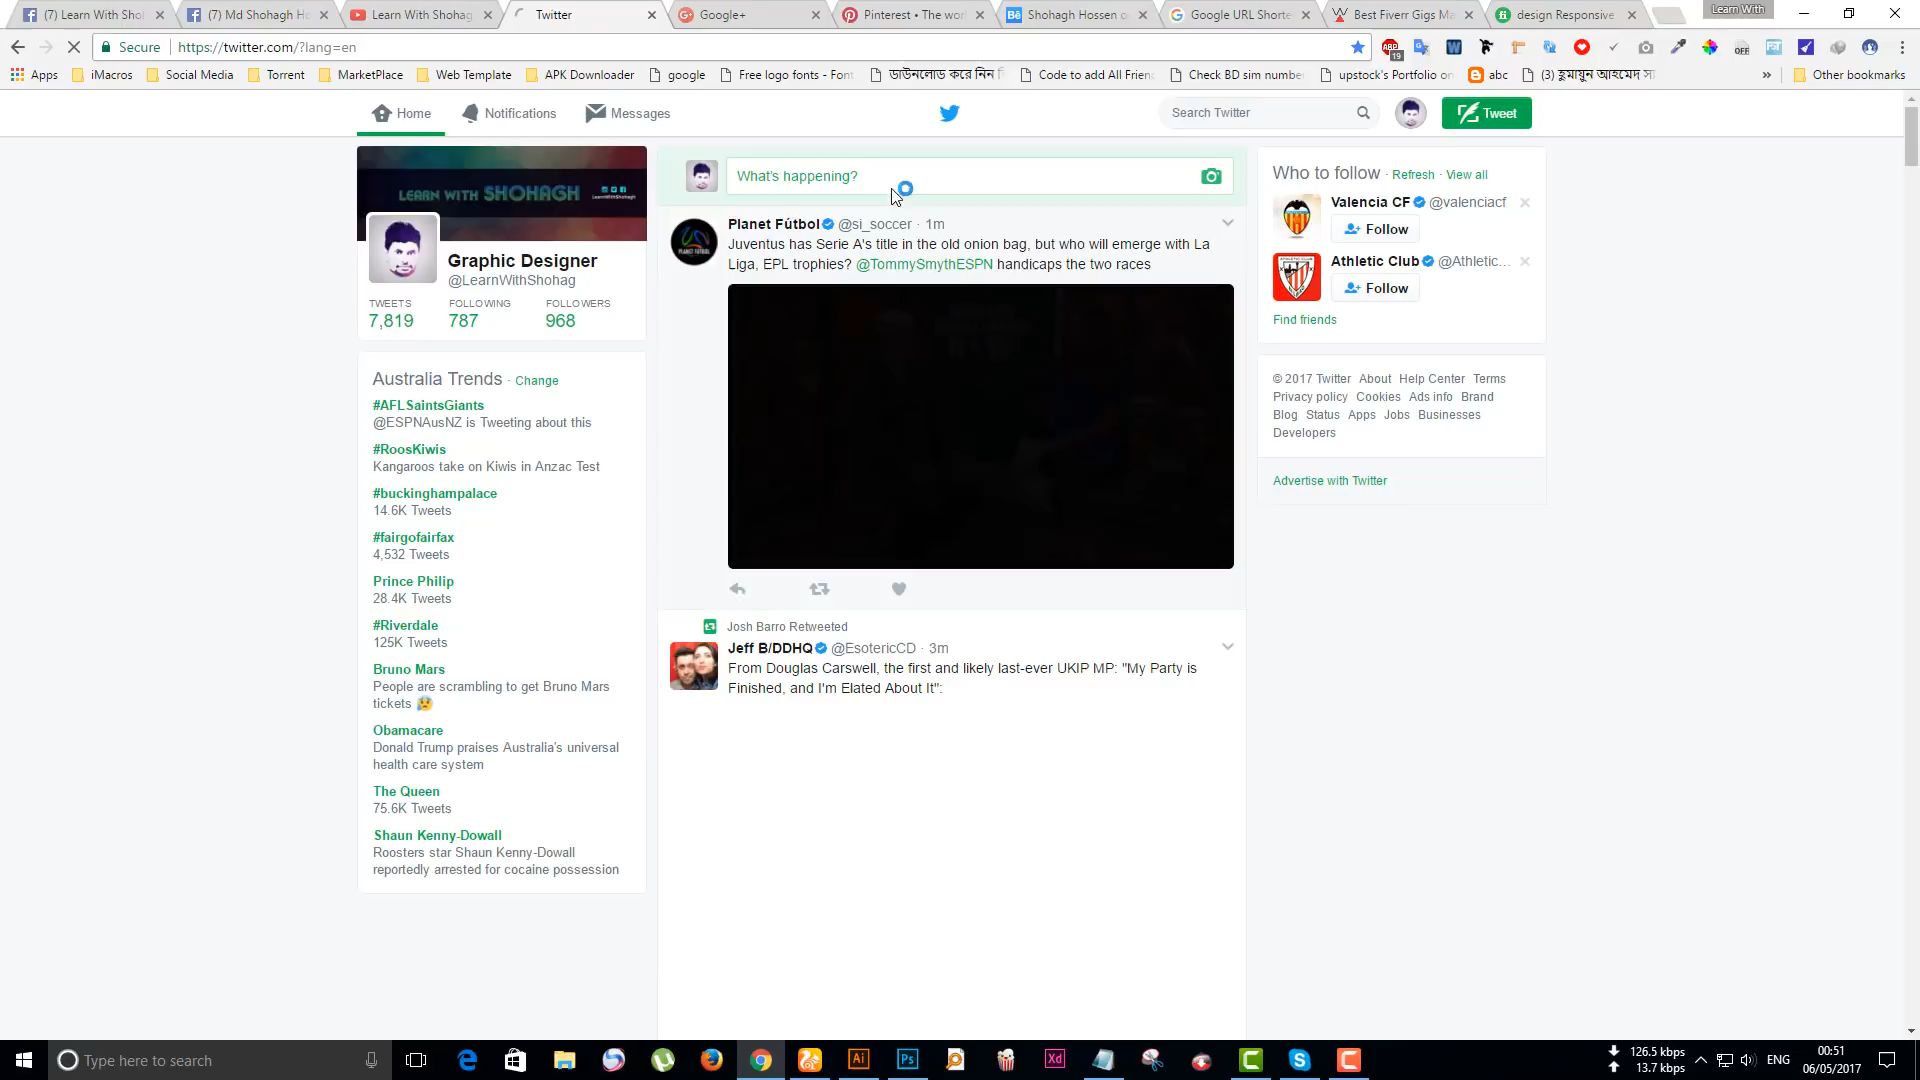 (7) Learn With Shol
(7) Md Shohagh Ho
Learn With Shohag
Twitter
Google+
Pinterest • The wor
Shohagh Hossen o
Google URL Shorte
Best Fiverr Gigs Ma
design Responsive
Learn With
Secure
https://twitter.com/?lang=en
Apps
iMacros
Social Media
Torrent
MarketPlace
Web Template
APK Downloader
google
Free logo fonts - Font
ডাউনলোড করে নিন
Code to add All Frien
Check BD sim numbe
upstock's Portfolio on
abc
(3) হুমায়ুন আহমেদ স
»
Other bookmarks
Home
Notifications
Messages
Search Twitter
Tweet
LEARN WITH SHOHAGH
LearnWithShohagh
Graphic Designer
@LearnWithShohag
TWEETS
FOLLOWING
FOLLOWERS
7,819
787
968
Australia Trends · Change
#AFLSaintsGiants
@ESPNAusNZ is Tweeting about this
#RoosKiwis
Kangaroos take on Kiwis in Anzac Test
#buckinghampalace
14.6K Tweets
#fairgofairfax
4,532 Tweets
Prince Philip
28.4K Tweets
#Riverdale
125K Tweets
Bruno Mars
People are scrambling to get Bruno Mars
tickets 😰
Obamacare
Donald Trump praises Australia's universal
health care system
The Queen
75.6K Tweets
Shaun Kenny-Dowall
Roosters star Shaun Kenny-Dowall
reportedly arrested for cocaine possession
What's happening?
Planet Fútbol @si_soccer · 1m
Juventus has Serie A's title in the old onion bag, but who will emerge with La
Liga, EPL trophies? @TommySmythESPN handicaps the two races
Josh Barro Retweeted
Jeff B/DDHQ @EsotericCD · 3m
From Douglas Carswell, the first and likely last-ever UKIP MP: "My Party is
Finished, and I'm Elated About It":
Who to follow · Refresh · View all
Valencia CF @valenciacf
Follow
Athletic Club @Athletic...
Follow
Find friends
© 2017 Twitter About Help Center Terms
Privacy policy Cookies Ads info Brand
Blog Status Apps Jobs Businesses
Developers
Advertise with Twitter
Type here to search
126.5 kbps
13.7 kbps
ENG
00:51
06/05/2017